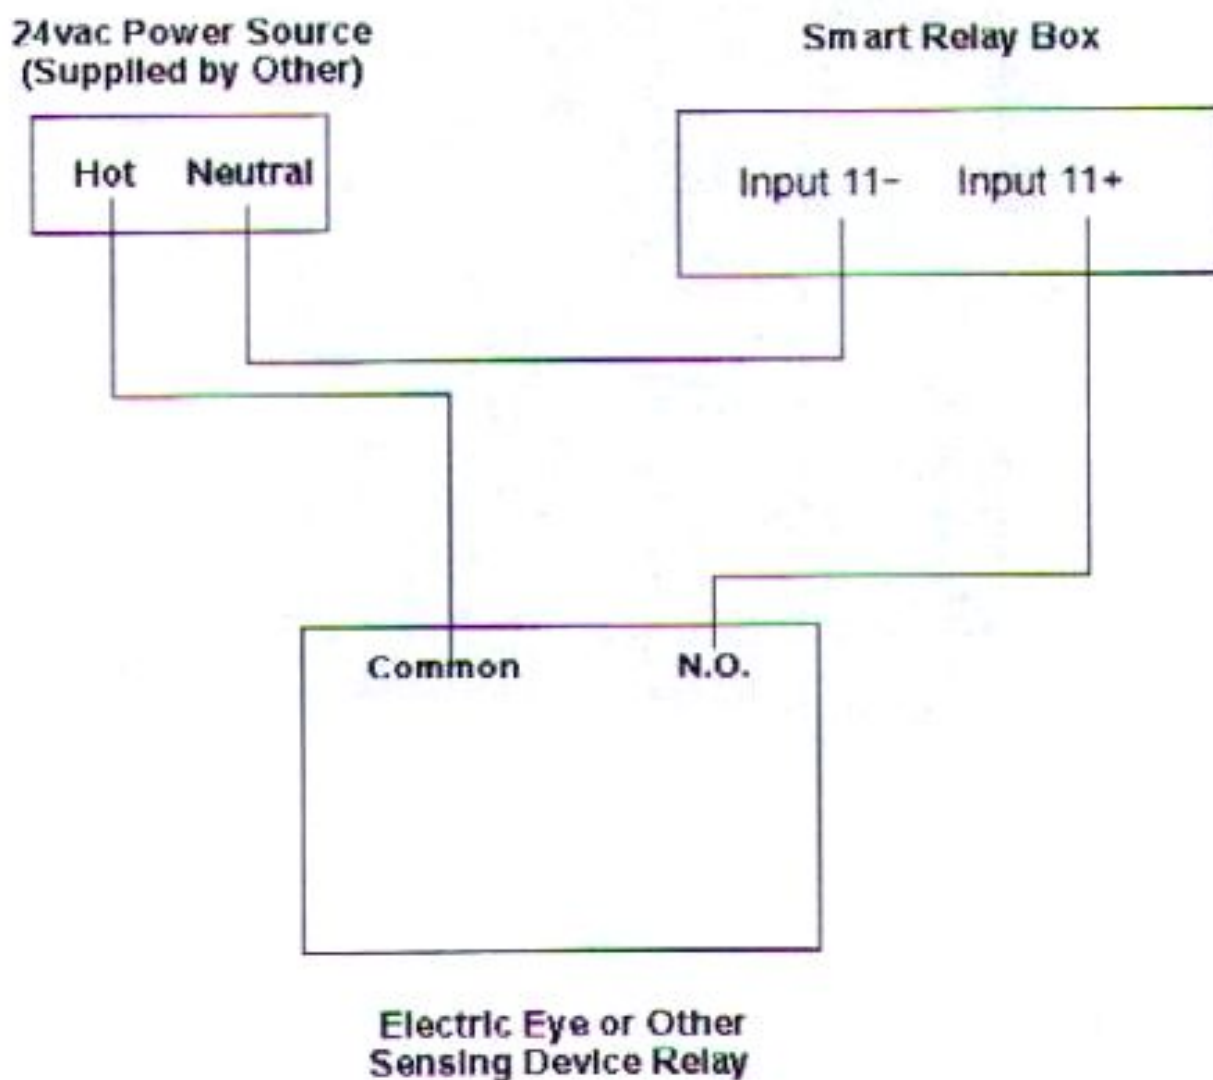 24vac Power Source
(Supplied by Other)
Smart Relay Box
Hot Neutral
Input 11- Input 11+
Common N.O.
Electric Eye or Other
Sensing Device Relay